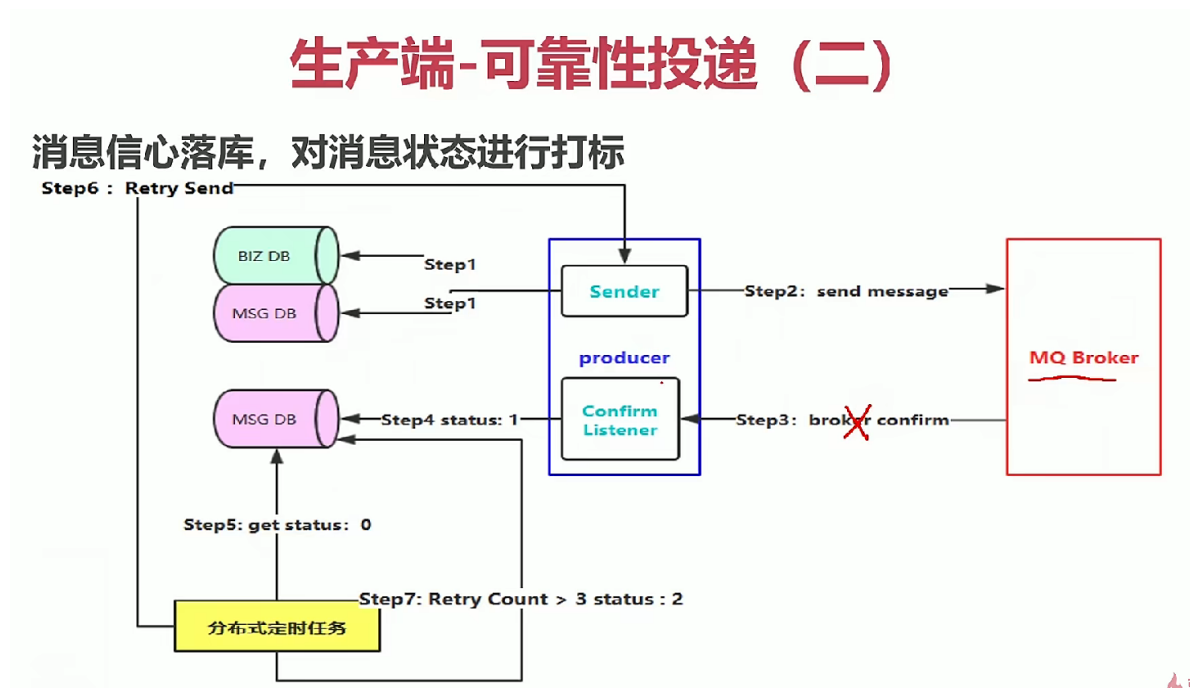 生产端-可靠性投递（二）
消息信心落库，对消息状态进行打标
Step6： Retry Send
BIZ DB
Step1
MSG DB
Step1
Sender
Step2：send message
producer
MQ Broker
MSG DB
Step4 status: 1
Confirm
Listener
Step3：broker confirm
Step5: get status：0
Step7: Retry Count > 3 status : 2
分布式定时任务